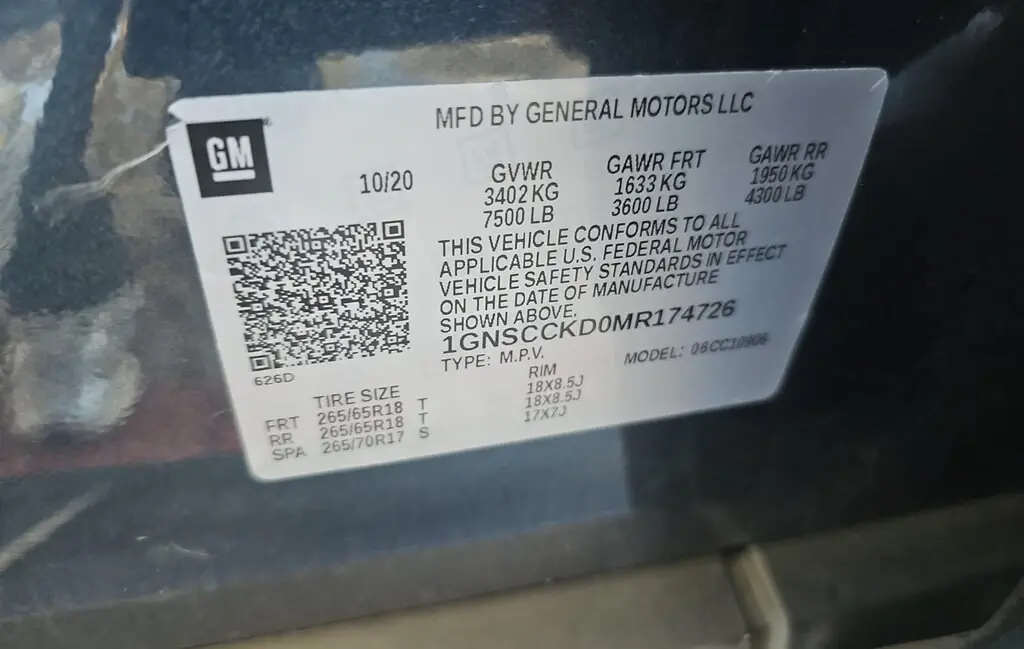 MFD BY GENERAL MOTORS LLC
GM
10/20
GVWR
3402 KG
7500 LB
GAWR FRT
1633 KG
3600 LB
GAWR RR
1950 KG
4300 LB
THIS VEHICLE CONFORMS TO ALL
APPLICABLE U.S. FEDERAL MOTOR
VEHICLE SAFETY STANDARDS IN EFFECT
ON THE DATE OF MANUFACTURE
SHOWN ABOVE.
1GNSCCKD0MR174726
TYPE: M.P.V. MODEL: 06CC10906
626D
TIRE SIZE RIM
FRT 265/65R18 T 18X8.5J
RR 265/65R18 T 18X8.5J
SPA 265/70R17 S 17X7J